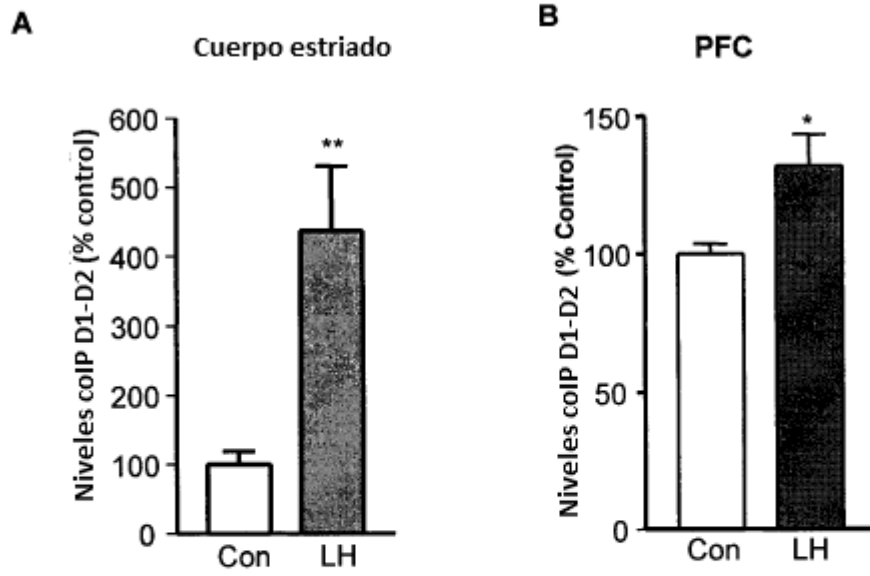 A
Cuerpo estriado
Niveles coIP D1-D2 (% control)
600
500
400
300
200
100
0
**
Con
LH
B
PFC
Niveles coIP D1-D2 (% Control)
150
100
50
0
*
Con
LH